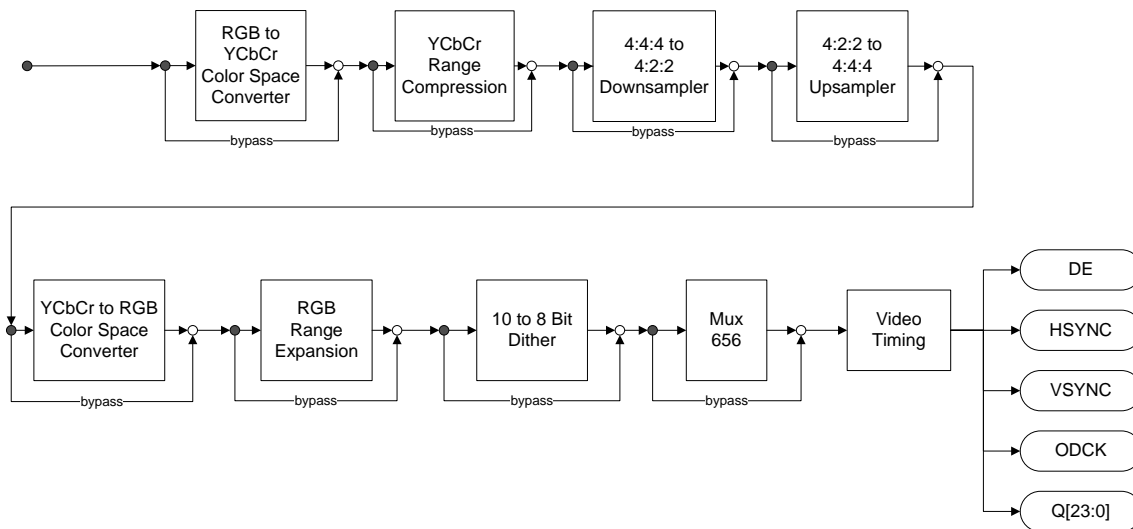 RGB to
YCbCr
Color Space
Converter
bypass
YCbCr
Range
Compression
bypass
4:4:4 to
4:2:2
Downsampler
bypass
4:2:2 to
4:4:4
Upsampler
bypass
YCbCr to RGB
Color Space
Converter
bypass
RGB
Range
Expansion
bypass
10 to 8 Bit
Dither
bypass
Mux
656
bypass
Video
Timing
DE
HSYNC
VSYNC
ODCK
Q[23:0]